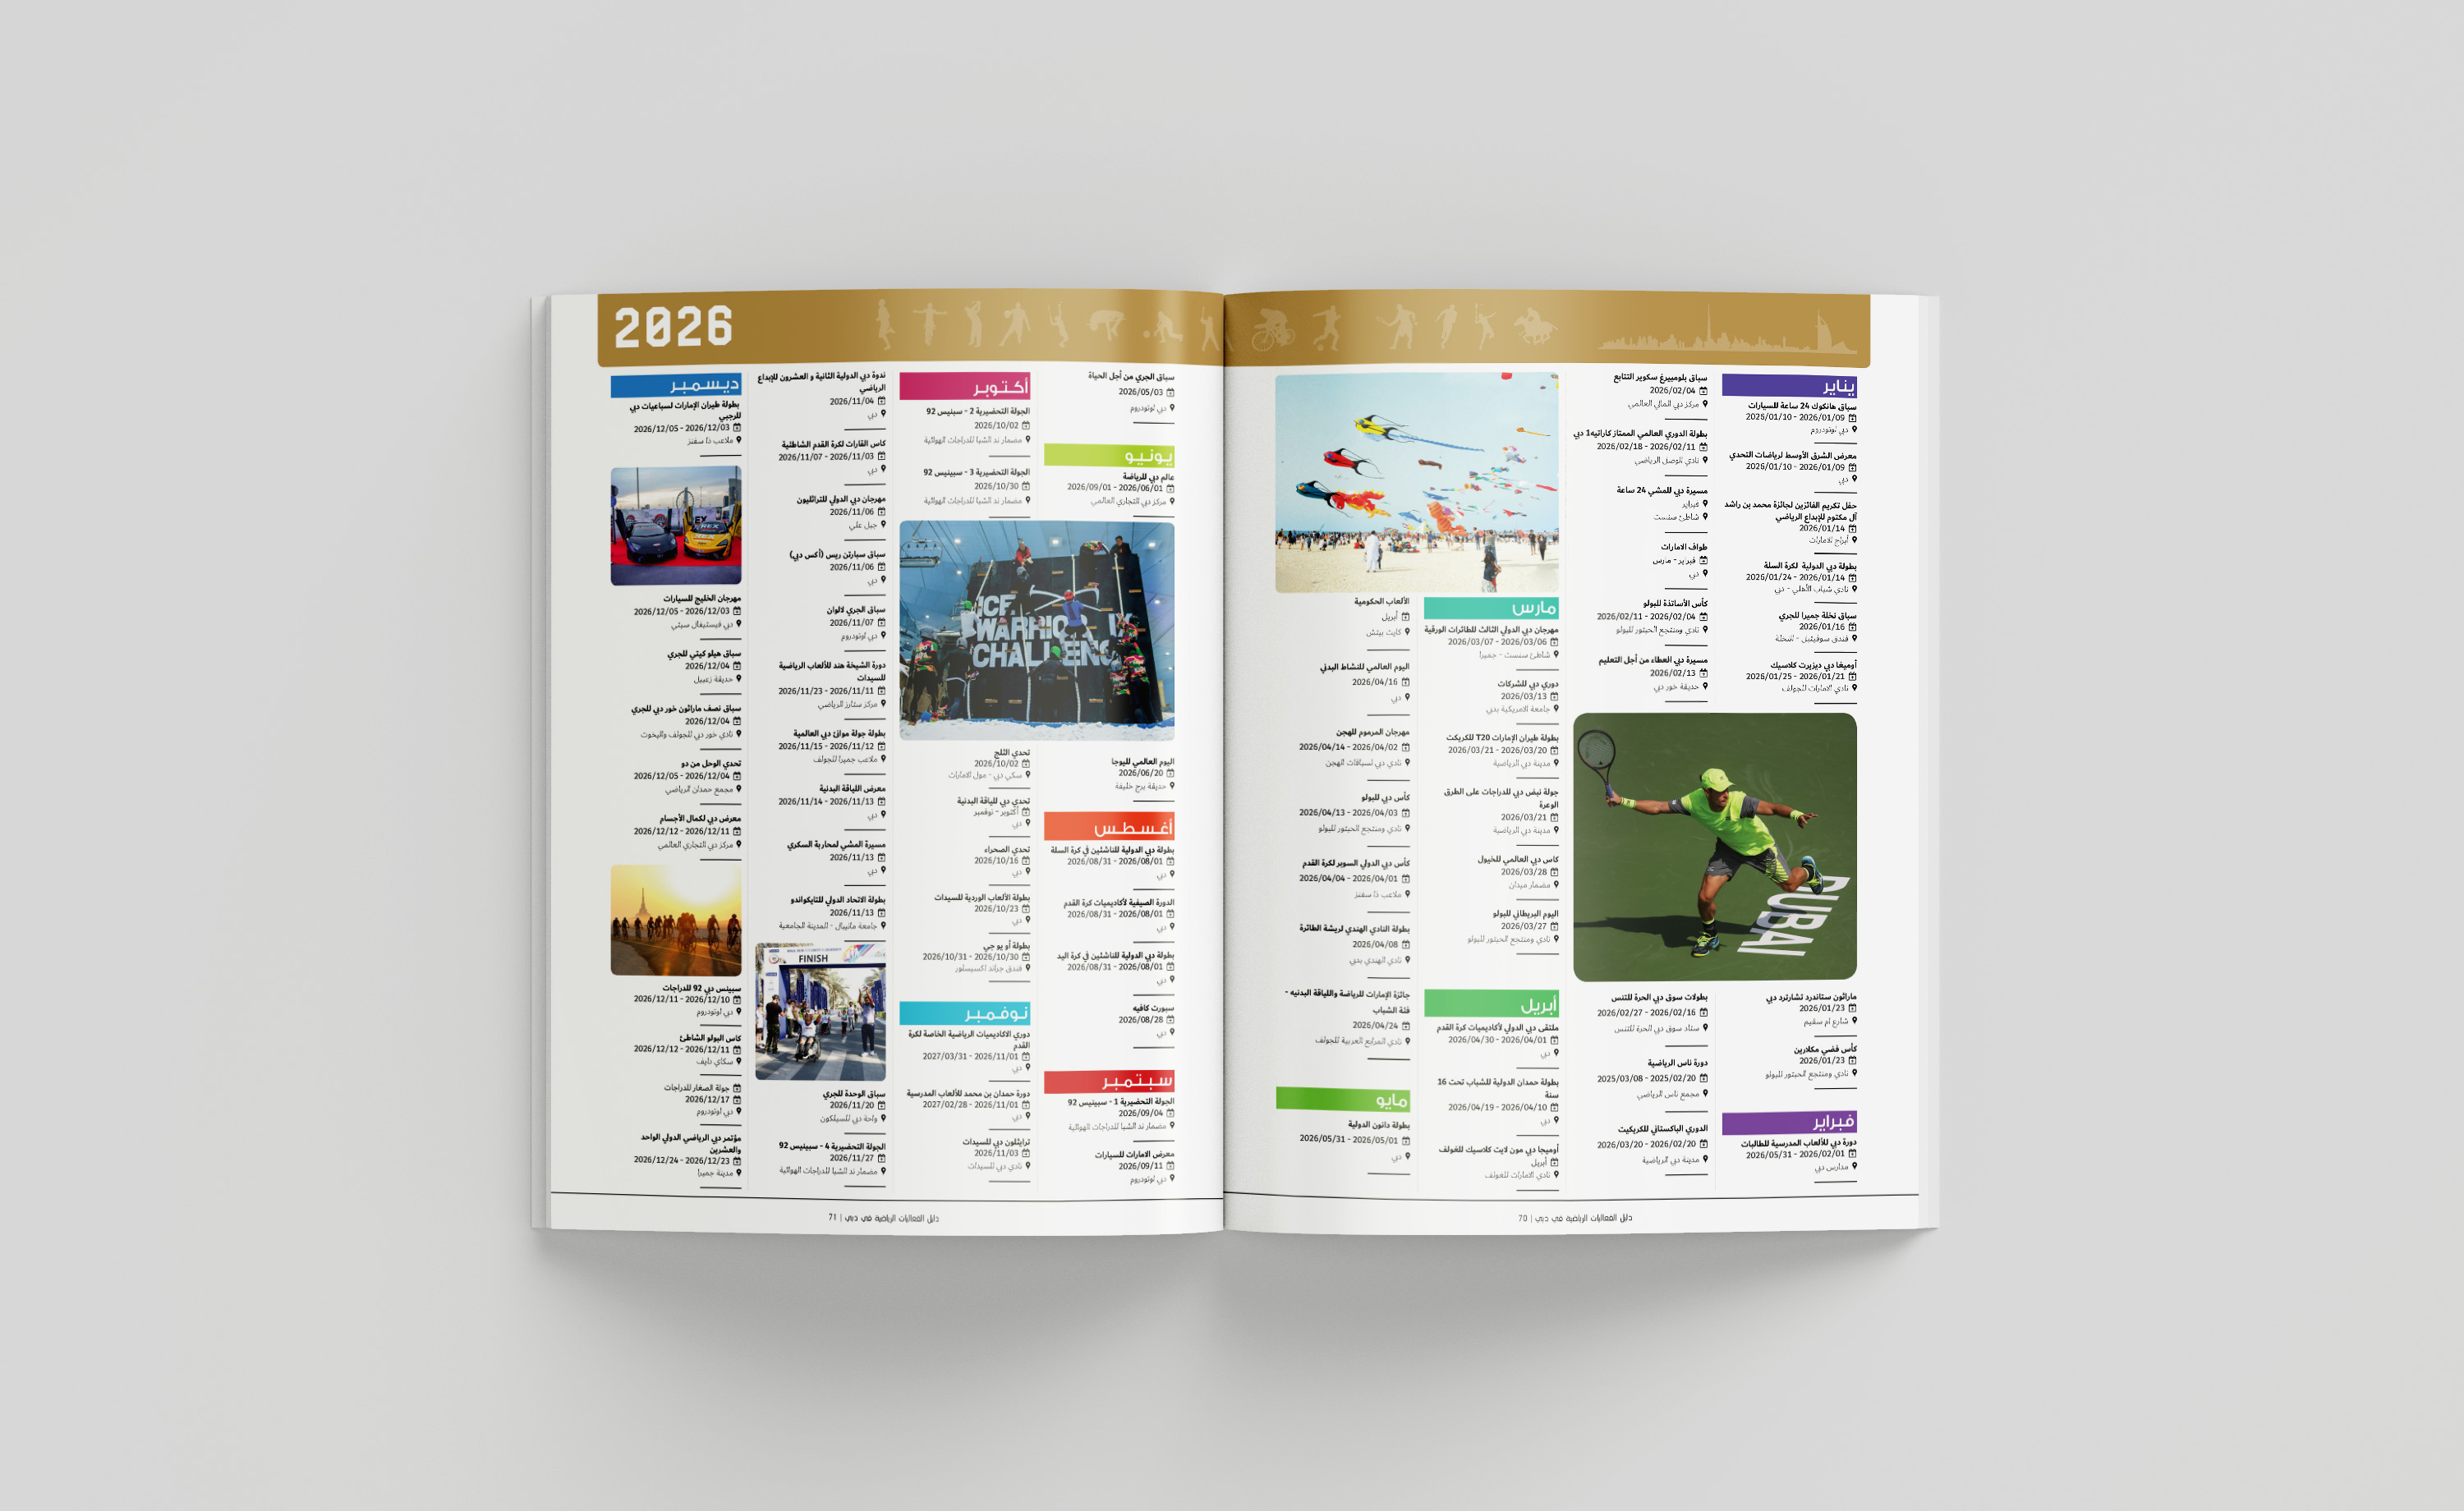 يناير
سباق هانكوك 24 ساعة للسيارات
2026/01/09 - 2025/01/10
دبي اوتودروم
معرض الشرق الأوسط لرياضات التحدي
2026/01/09 - 2026/01/10
دبي
حفل تكريم الفائزين لجائزة محمد بن راشد
آل مكتوم للإبداع الرياضي
2026/01/14
أبراج الامارات
بطولة دبي الدولية لكرة السلة
2026/01/14 - 2026/01/24
نادي شباب الأهلي - دبي
سباق نخلة جميرا للجري
2026/01/16
فندق سوفيتيل - النخلة
أوميغا دبي ديزيرت كلاسيك
2026/01/21 - 2026/01/25
نادي الامارات للجولف
ماراثون ستاندرد تشارترد دبي
2026/01/23
شارع ام سقيم
كأس فضي مكلارين
2026/01/23
نادي ومنتجع الحبتور للبولو
فبراير
دورة دبي للألعاب المدرسية للطالبات
2026/02/01 - 2026/05/31
مدارس دبي
سباق بلومبيرغ سكوير التتابع
2026/02/04
مركز دبي المالي العالمي
بطولة الدوري العالمي الممتاز كاراتيه1 دبي
2026/02/11 - 2026/02/18
نادي الوصل الرياضي
مسيرة دبي للمشي 24 ساعة
فبراير
شاطئ سنست
طواف الامارات
فبراير - مارس
دبي
كأس الأساتذة للبولو
2026/02/04 - 2026/02/11
نادي ومنتجع الحبتور للبولو
مسيرة دبي العطاء من أجل التعليم
2026/02/13
حديقة خور دبي
DUBAI
بطولات سوق دبي الحرة للتنس
2026/02/16 - 2026/02/27
ستاد سوق دبي الحرة للتنس
دورة ناس الرياضية
2025/02/20 - 2025/03/08
مجمع ناس الرياضي
الدوري الباكستاني للكريكيت
2026/02/20 - 2026/03/20
مدينة دبي الرياضية
مارس
مهرجان دبي الدولي الثالث للطائرات الورقية
2026/03/06 - 2026/03/07
شاطئ سنست - جميرا
دوري دبي للشركات
2026/03/13
جامعة الامريكية بدبي
بطولة طيران الإمارات T20 للكريكت
2026/03/20 - 2026/03/21
مدينة دبي الرياضية
جولة نبض دبي للدراجات على الطرق
الوعرة
2026/03/21
مدينة دبي الرياضية
كاس دبي العالمي للخيول
2026/03/28
مضمار ميدان
اليوم البريطاني للبولو
2026/03/27
نادي ومنتجع الحبتور للبولو
أبريل
ملتقى دبي الدولي لأكاديميات كرة القدم
2026/04/01 - 2026/04/30
دبي
بطولة حمدان الدولية للشباب تحت 16
سنة
2026/04/10 - 2026/04/19
دبي
أوميجا دبي مون لايت كلاسيك للغولف
أبريل
نادي الامارات للغولف
الألعاب الحكومية
أبريل
كايت بيتش
اليوم العالمي للنشاط البدني
2026/04/16
دبي
مهرجان المرموم للهجن
2026/04/02 - 2026/04/14
نادي دبي لسباقات الهجن
كأس دبي للبولو
2026/04/03 - 2026/04/13
نادي ومنتجع الحبتور للبولو
كأس دبي الدولي السوبر لكرة القدم
2026/04/01 - 2026/04/04
ملاعب ذا سفنز
بطولة النادي الهندي لريشة الطائرة
2026/04/08
نادي الهندي بدبي
جائزة الإمارات للرياضة واللياقة البدنيه -
فئة الشباب
2026/04/24
نادي المرابع العربية للجولف
مايو
بطولة دانون الدولية
2026/05/01 - 2026/05/31
دبي
دليل الفعاليات الرياضية في دبي | 70
2026
سباق الجري من أجل الحياة
2026/05/03
دبي اوتودروم
يونيو
عالم دبي للرياضة
2026/06/01 - 2026/09/01
مركز دبي التجاري العالمي
ICE
WARRIOR
CHALLENGE
اليوم العالمي لليوجا
2026/06/20
حديقة برج خليفة
أغسطس
بطولة دبي الدولية للناشئين في كرة السلة
2026/08/01 - 2026/08/31
دبي
الدورة الصيفية لأكاديميات كرة القدم
2026/08/01 - 2026/08/31
دبي
بطولة دبي الدولية للناشئين في كرة اليد
2026/08/01 - 2026/08/31
دبي
سبورت كافيه
2026/08/28
دبي
سبتمبر
الجولة التحضيرية 1 - سبينيس 92
2026/09/04
مضمار ند الشبا للدراجات الهوائية
معرض الامارات للسيارات
2026/09/11
دبي اوتودروم
أكتوبر
الجولة التحضيرية 2 - سبنيس 92
2026/10/02
مضمار ند الشبا للدراجات الهوائية
الجولة التحضيرية 3 - سبينيس 92
2026/10/30
مضمار ند الشبا للدراجات الهوائية
تحدي الثلج
2026/10/02
سكي دبي - مول الامارات
تحدي دبي للياقة البدنية
أكتوبر - نوفمبر
دبي
تحدي الصحراء
2026/10/16
دبي
بطولة الألعاب الوردية للسيدات
2026/10/23
دبي
بطولة أو يو جي
2026/10/30 - 2026/10/31
فندق جراند اكسيسلور
نوفمبر
دوري الاكاديميات الرياضية الخاصة لكرة
القدم
2026/11/01 - 2027/03/31
دبي
دورة حمدان بن محمد للألعاب المدرسية
2026/11/01 - 2027/02/28
دبي
ترايثلون دبي للسيدات
2026/11/03
نادي دبي للسيدات
ندوة دبي الدولية الثانية و العشرون للإبداع
الرياضي
2026/11/04
دبي
كاس القارات لكرة القدم الشاطئية
2026/11/03 - 2026/11/07
دبي
مهرجان دبي الدولي للترائليون
2026/11/06
جبل علي
سباق سبارتن ريس (أكس دبي)
2026/11/06
دبي
سباق الجري لالوان
2026/11/07
دبي اوتودروم
دورة الشيخة هند للألعاب الرياضية
للسيدات
2026/11/11 - 2026/11/23
مركز ستارز الرياضي
بطولة جولة موانئ دبي العالمية
2026/11/12 - 2026/11/15
ملاعب جميرا للجولف
معرض اللياقة البدنية
2026/11/13 - 2026/11/14
دبي
مسيرة المشي لمحاربة السكري
2026/11/13
دبي
بطولة الاتحاد الدولي للتايكواندو
2026/11/13
جامعة مانيبال - المدينة الجامعية
FINISH
سباق الوحدة للجري
2026/11/20
واحة دبي للسيلكون
الجولة التحضيرية 4 - سبينيس 92
2026/11/27
مضمار ند الشبا للدراجات الهوائية
ديسمبر
بطولة طيران الإمارات لسباعيات دبي
للرجبي
2026/12/03 - 2026/12/05
ملاعب ذا سفنز
مهرجان الخليج للسيارات
2026/12/03 - 2026/12/05
دبي فيستيفال سيتي
سباق هيلو كيتي للجري
2026/12/04
حديقة زعبيل
سباق نصف ماراثون خور دبي للجري
2026/12/04
نادي خور دبي للجولف واليخوت
تحدي الوحل من دو
2026/12/04 - 2026/12/05
مجمع حمدان الرياضي
معرض دبي لكمال الأجسام
2026/12/11 - 2026/12/12
مركز دبي التجاري العالمي
سبينس دبي 92 للدراجات
2026/12/10 - 2026/12/11
دبي اوتودروم
كاس البولو الشاطئ
2026/12/11 - 2026/12/12
سكاي دايف
جولة الصغار للدراجات
2026/12/17
دبي اوتودروم
مؤتمر دبي الرياضي الدولي الواحد
والعشرين
2026/12/23 - 2026/12/24
مدينة جميرا
دليل الفعاليات الرياضية في دبي | 71